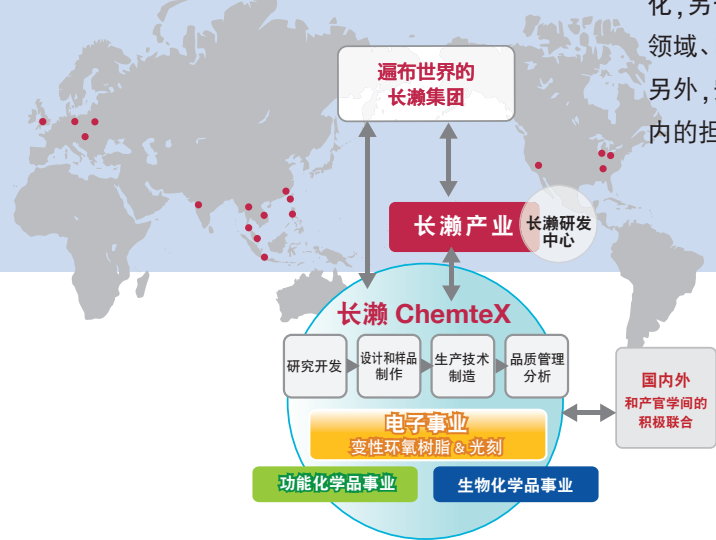 化,另
领域、
另外,
内的担
遍布世界的
长濑集团
长濑产业
长濑研发
中心
长濑 ChemteX
研究开发
设计和样品
制作
生产技术
制造
品质管理
分析
国内外
和产官学间的
积极联合
电子事业
变性环氧树脂 & 光刻
功能化学品事业
生物化学品事业